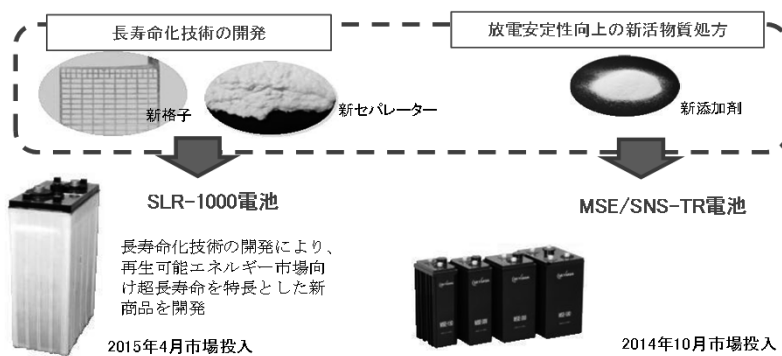 長寿命化技術の開発
放電安定性向上の新活物質処方
新格子
新セパレーター
新添加剤
SLR-1000電池
MSE/SNS-TR電池
長寿命化技術の開発により、
再生可能エネルギー市場向
け超長寿命を特長とした新
商品を開発
2015年4月市場投入
2014年10月市場投入